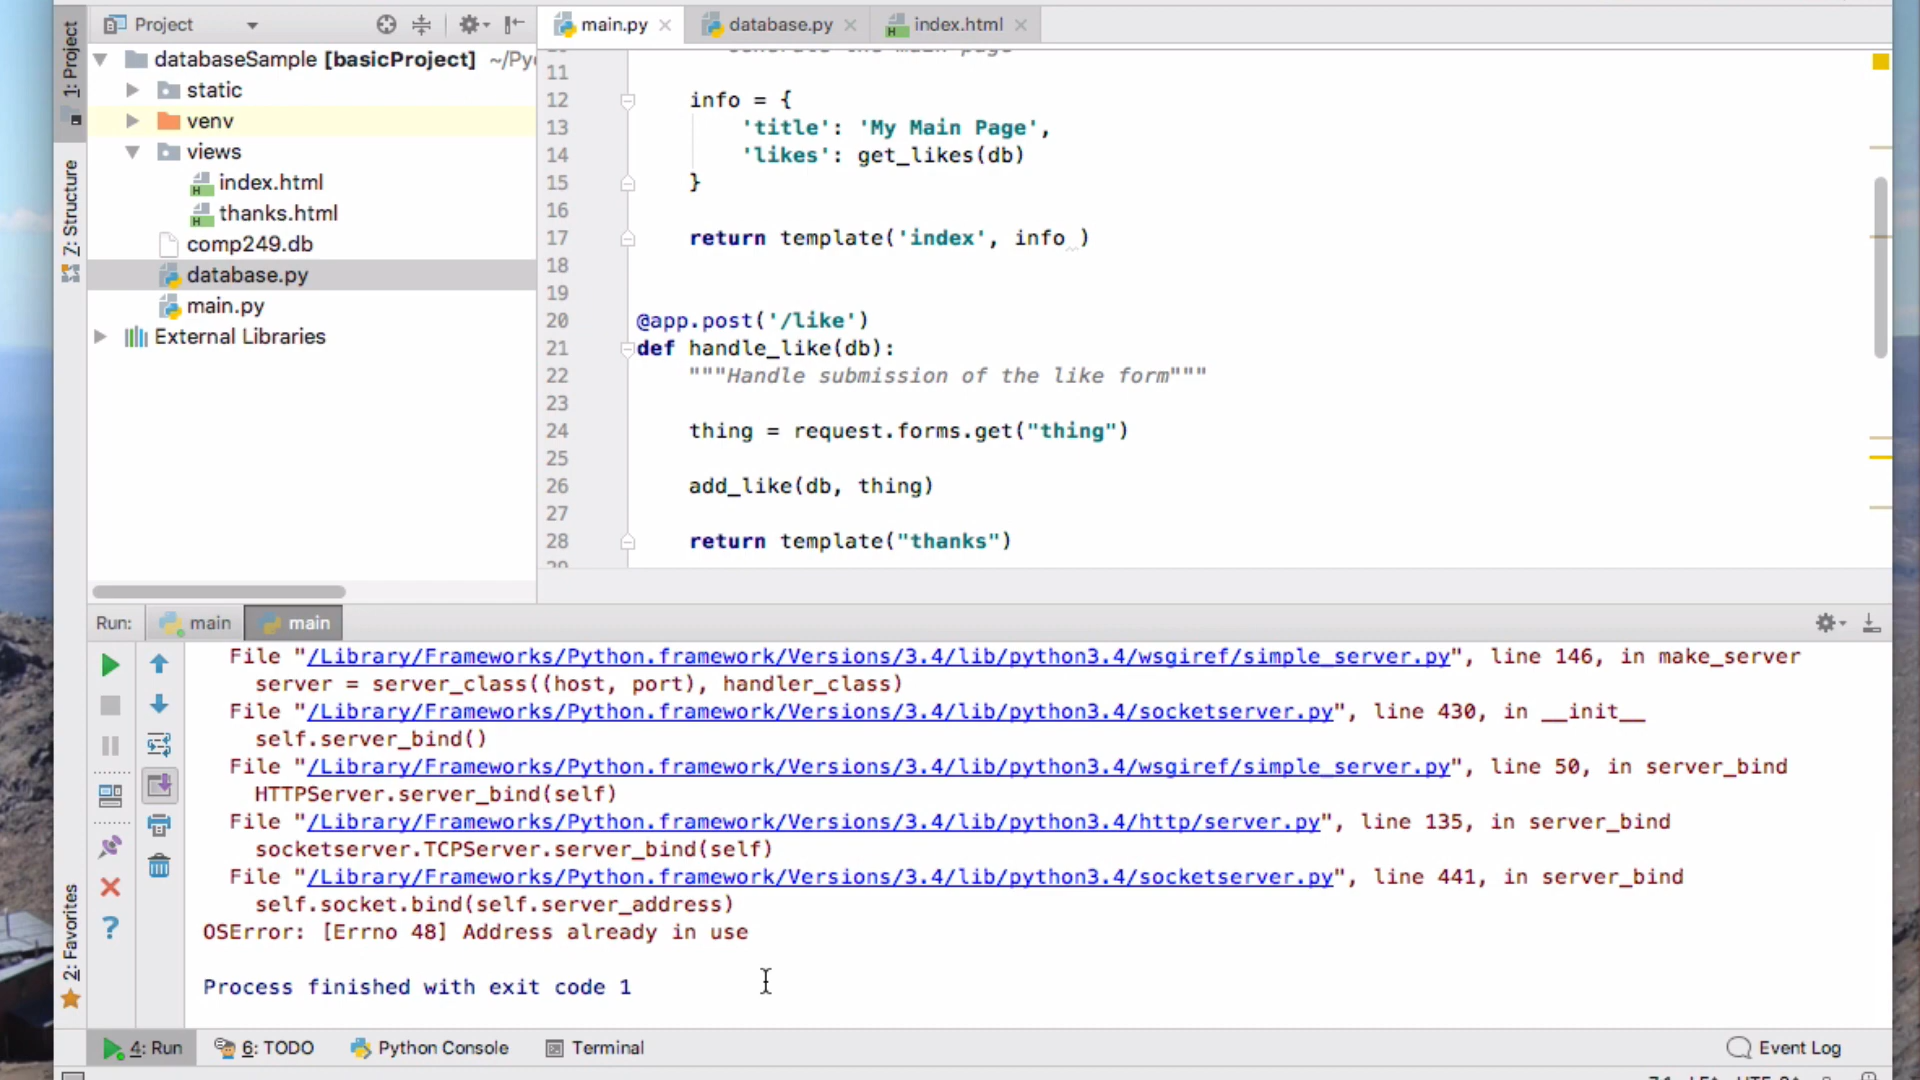 1: Project
Project
main.py
database.py
index.html
databaseSample [basicProject] ~/Py
static
venv
views
index.html
thanks.html
comp249.db
database.py
main.py
External Libraries
Z: Structure
2: Favorites
11
12 info = {
13 'title': 'My Main Page',
14 'likes': get_likes(db)
15 }
16
17 return template('index', info )
18
19
20 @app.post('/like')
21 def handle_like(db):
22 """Handle submission of the like form"""
23
24 thing = request.forms.get("thing")
25
26 add_like(db, thing)
27
28 return template("thanks")
Run: main main
File "/Library/Frameworks/Python.framework/Versions/3.4/lib/python3.4/wsgiref/simple_server.py", line 146, in make_server
server = server_class((host, port), handler_class)
File "/Library/Frameworks/Python.framework/Versions/3.4/lib/python3.4/socketserver.py", line 430, in __init__
self.server_bind()
File "/Library/Frameworks/Python.framework/Versions/3.4/lib/python3.4/wsgiref/simple_server.py", line 50, in server_bind
HTTPServer.server_bind(self)
File "/Library/Frameworks/Python.framework/Versions/3.4/lib/python3.4/http/server.py", line 135, in server_bind
socketserver.TCPServer.server_bind(self)
File "/Library/Frameworks/Python.framework/Versions/3.4/lib/python3.4/socketserver.py", line 441, in server_bind
self.socket.bind(self.server_address)
OSError: [Errno 48] Address already in use
Process finished with exit code 1
4: Run
6: TODO
Python Console
Terminal
Event Log